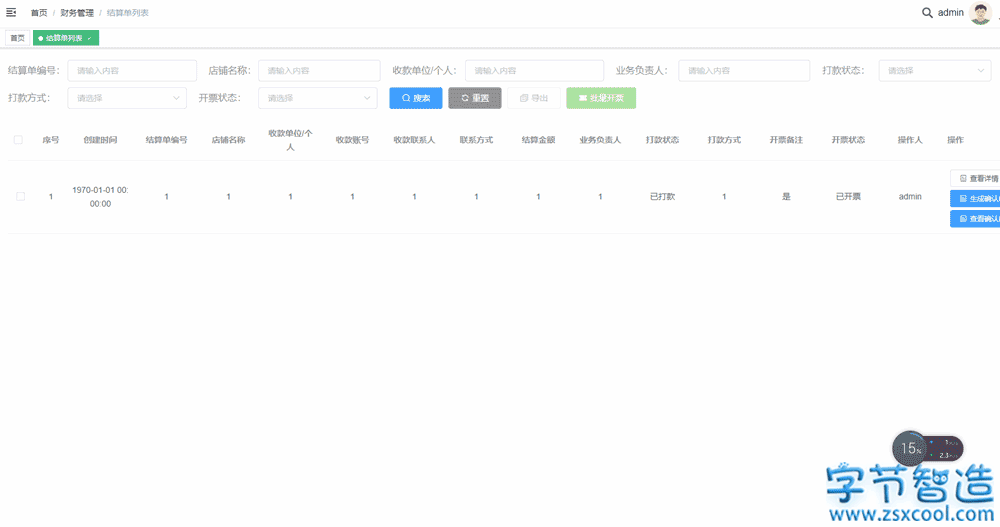 首页 / 财务管理 / 结算单列表
admin
首页 结算单列表
结算单编号: 请输入内容 店铺名称: 请输入内容 收款单位/个人: 请输入内容 业务负责人: 请输入内容 打款状态: 请选择
打款方式: 请选择 开票状态: 请选择 搜索 重置 导出 批量开票
序号 创建时间 结算单编号 店铺名称 收款单位/个人 收款账号 收款联系人 联系方式 结算金额 业务负责人 打款状态 打款方式 开票备注 开票状态 操作人 操作
1 1970-01-01 00:00:00 1 1 1 1 1 1 1 1 已打款 1 是 已开票 admin
查看详情
生成确认
查看确认
15%
1K/s
2.3K/s
字节智造
www.zsxcool.com